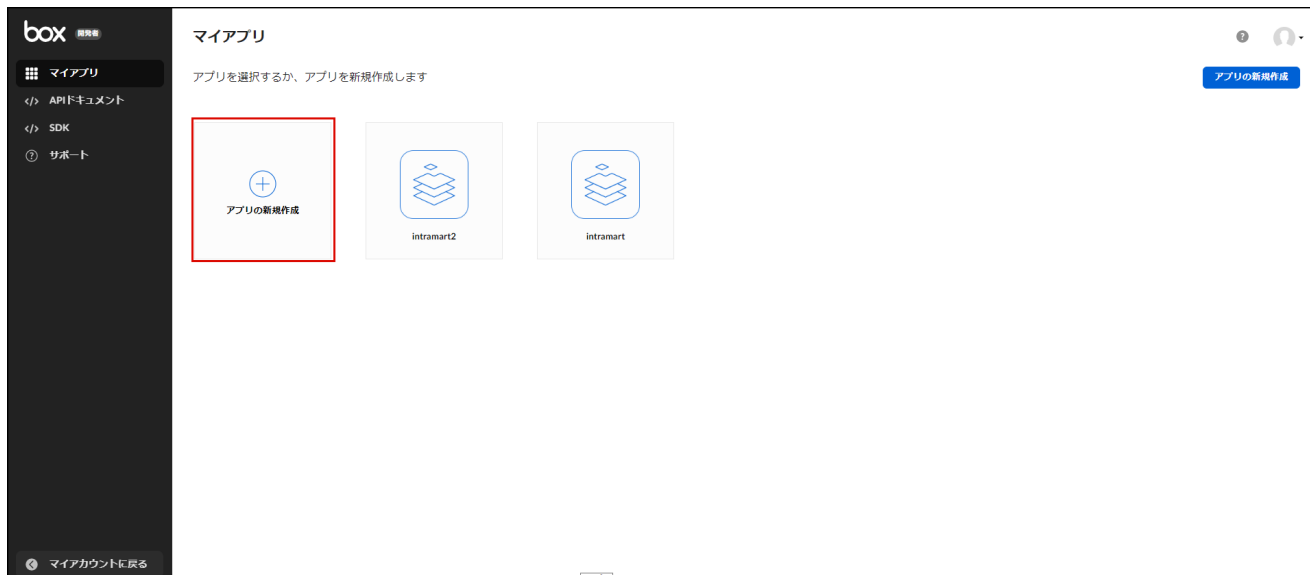 box 開発者
マイアプリ
APIドキュメント
SDK
サポート
マイアカウントに戻る
マイアプリ
アプリを選択するか、アプリを新規作成します
アプリの新規作成
アプリの新規作成
intramart2
intramart